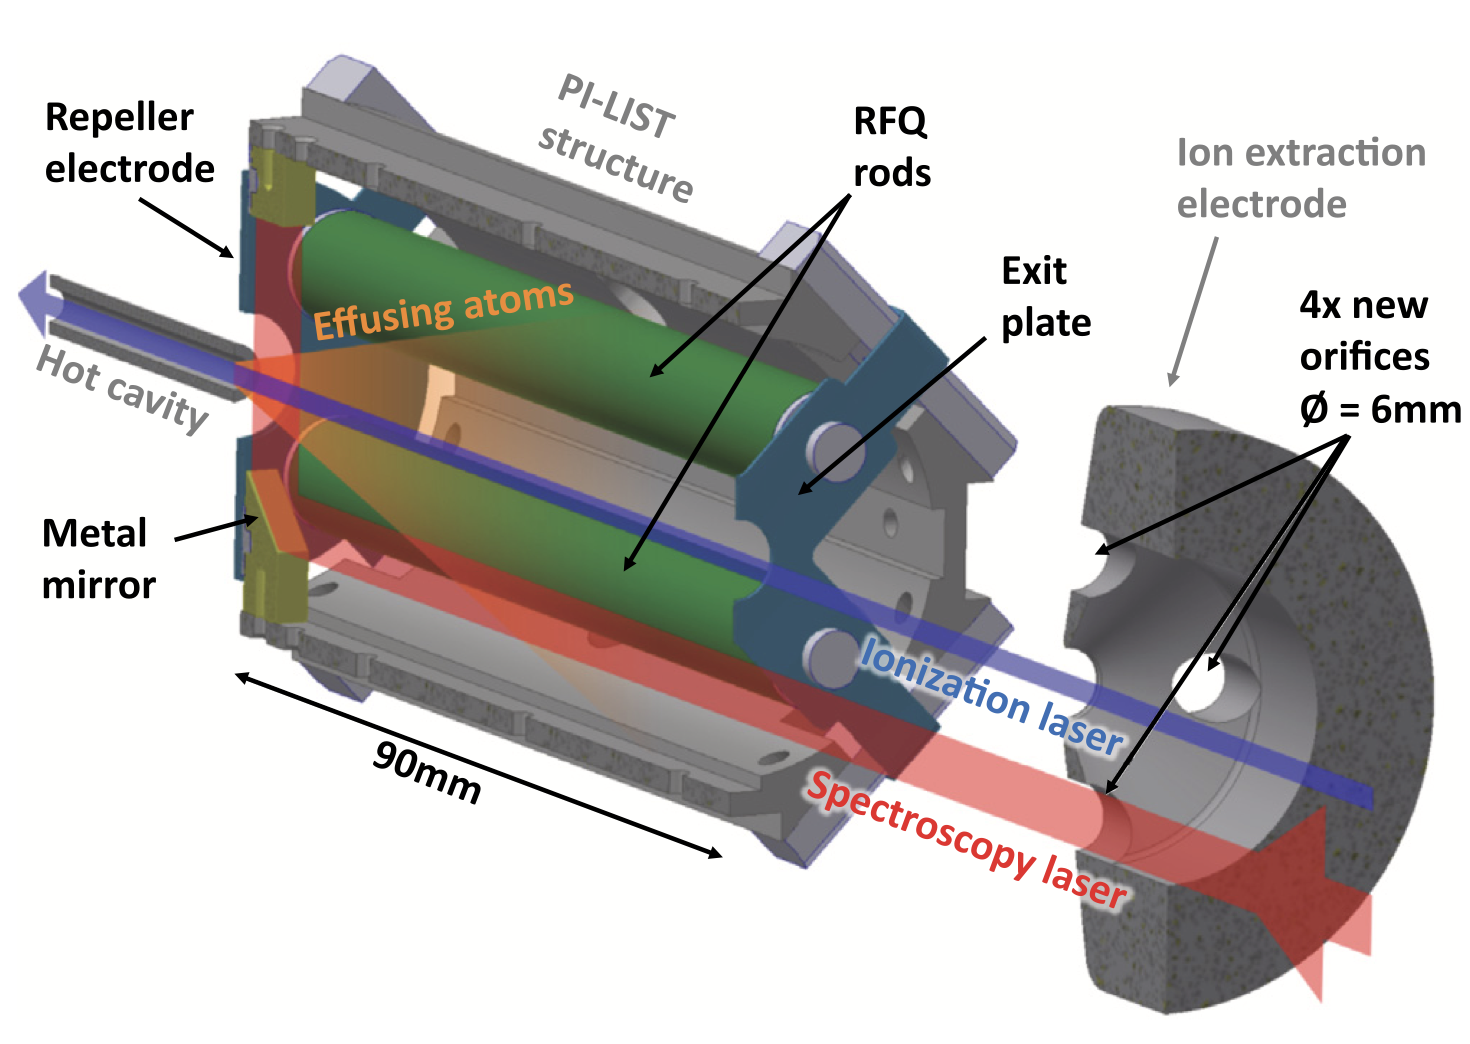 Repeller
electrode
PI-LIST
structure
RFQ
rods
Ion extraction
electrode
Exit
plate
4x new
orifices
Ø = 6mm
Effusing atoms
Hot cavity
Metal
mirror
Ionization laser
90mm
Spectroscopy laser